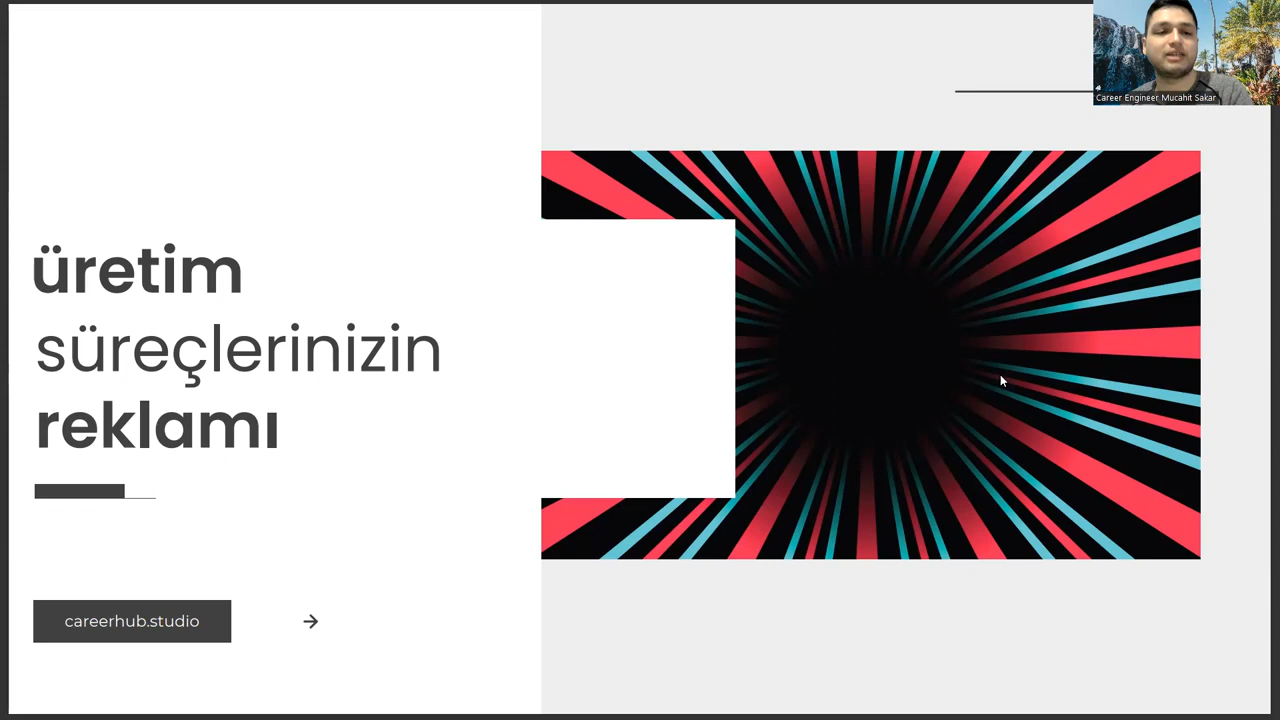 Career Engineer Mucahit Sakar
üretim
süreçlerinizin
reklamı
careerhub.studio